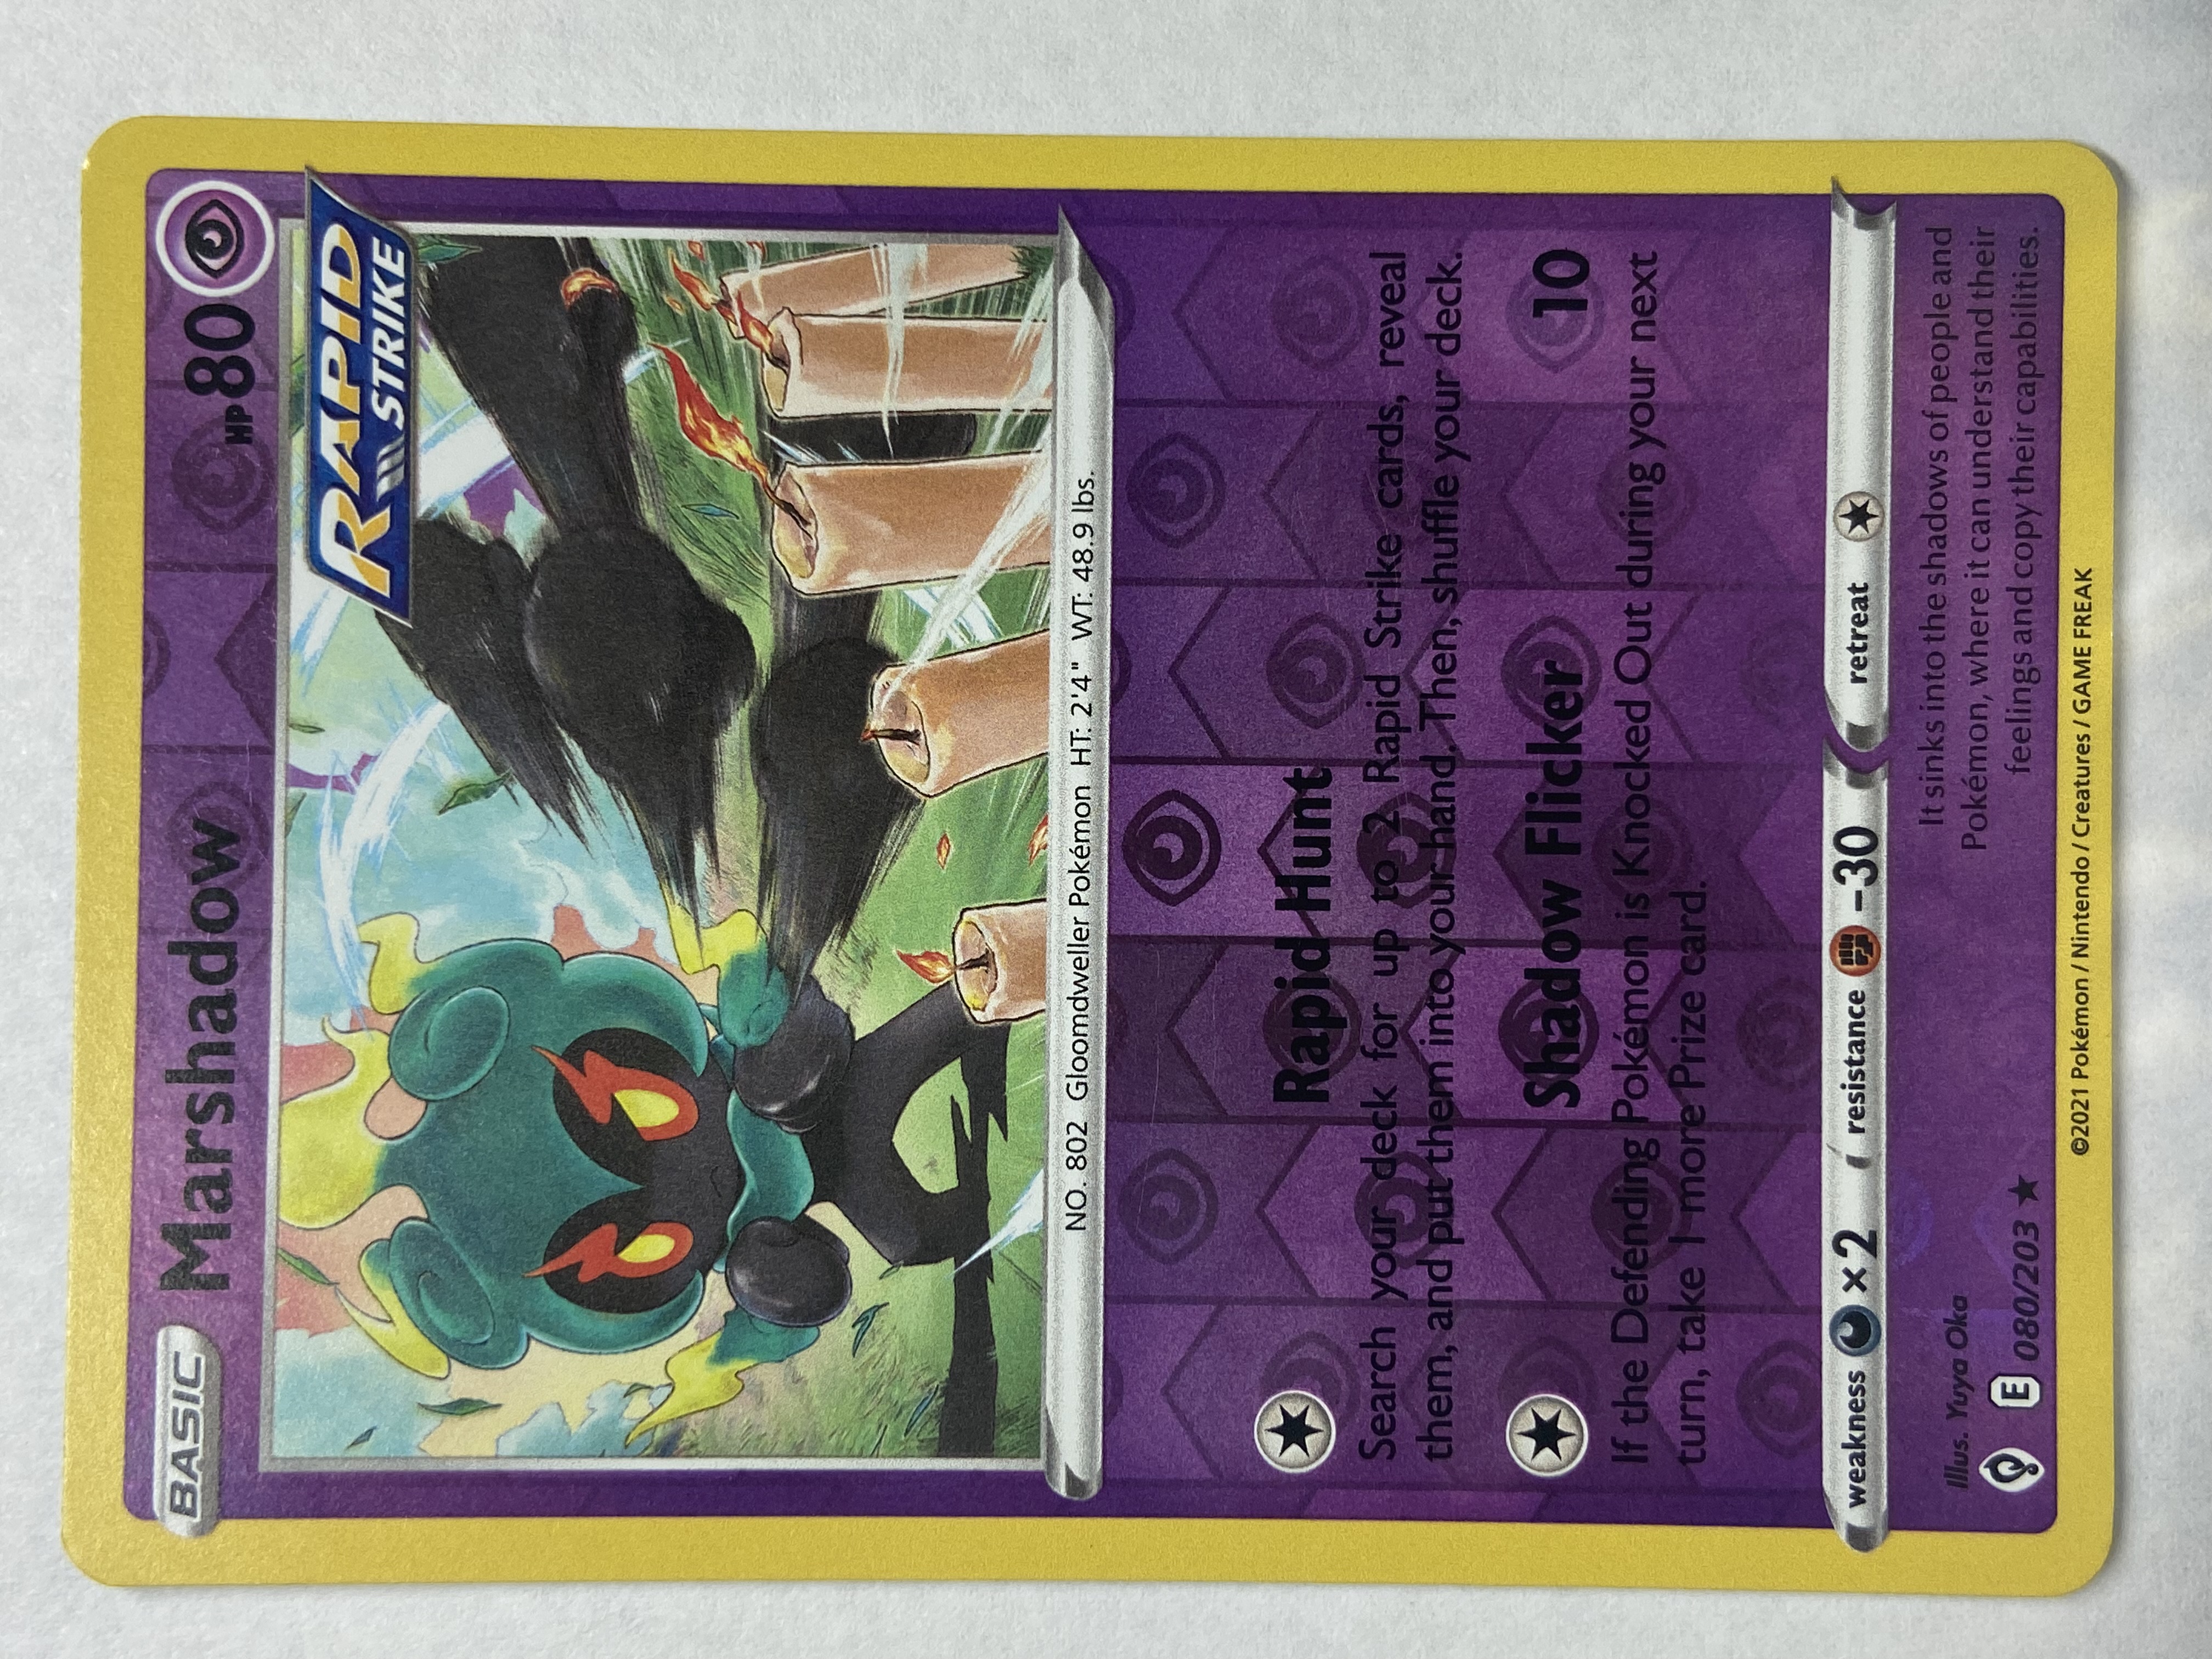 BASIC Marshadow HP 80
RAPID
STRIKE
NO. 802 Gloomdweller Pokémon HT: 2'4" WT: 48.9 lbs.
Rapid Hunt
Search your deck for up to 2 Rapid Strike cards, reveal
them, and put them into your hand. Then, shuffle your deck.
Shadow Flicker 10
If the Defending Pokémon is Knocked Out during your next
turn, take 1 more Prize card.
weakness ×2 resistance -30 retreat
It sinks into the shadows of people and
Pokémon, where it can understand their
feelings and copy their capabilities.
Illus. Yuya Oka
E 080/203 ★
©2021 Pokémon / Nintendo / Creatures / GAME FREAK